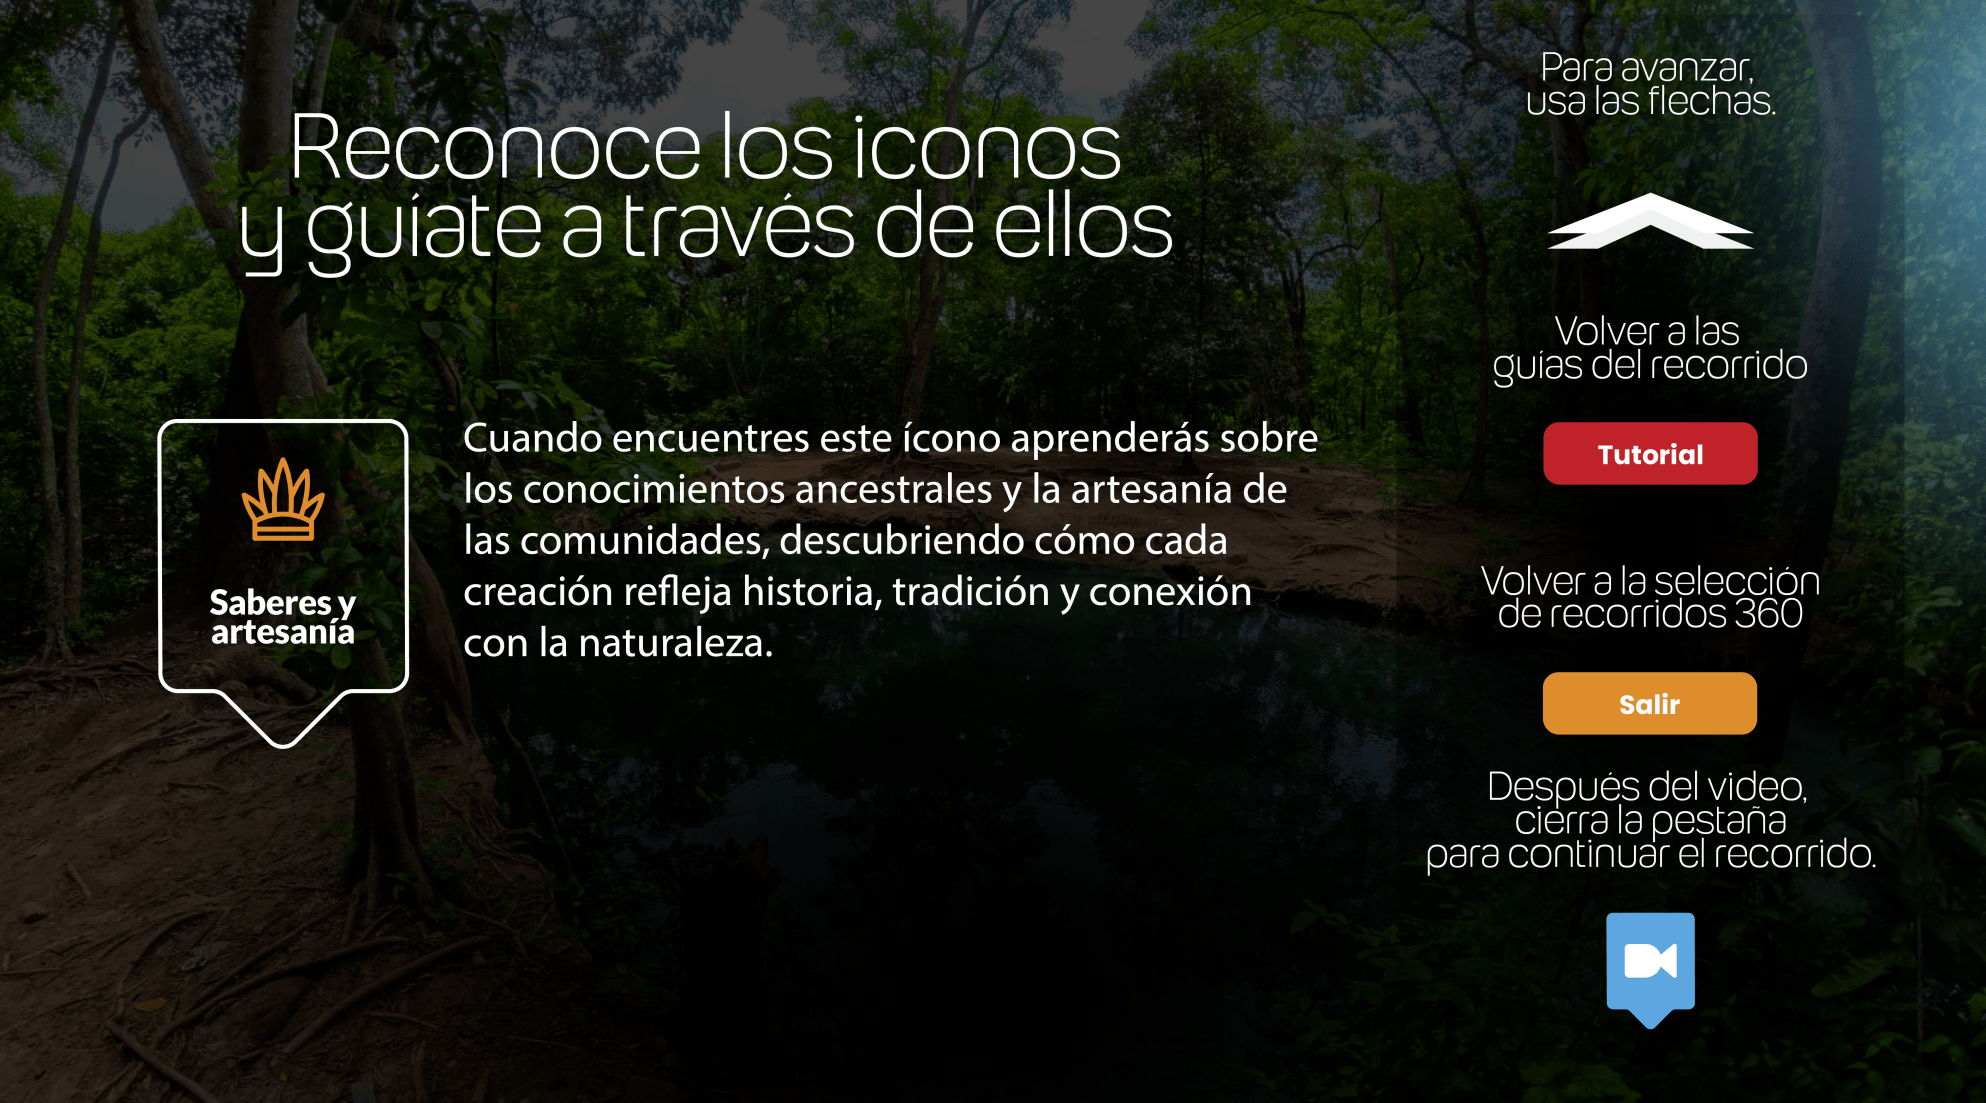 Reconoce los iconos
y guíate a través de ellos
Saberes y
artesanía
Cuando encuentres este ícono aprenderás sobre
los conocimientos ancestrales y la artesanía de
las comunidades, descubriendo cómo cada
creación refleja historia, tradición y conexión
con la naturaleza.
Para avanzar,
usa las flechas.
Volver a las
guías del recorrido
Tutorial
Volver a la selección
de recorridos 360
Salir
Después del video,
cierra la pestaña
para continuar el recorrido.